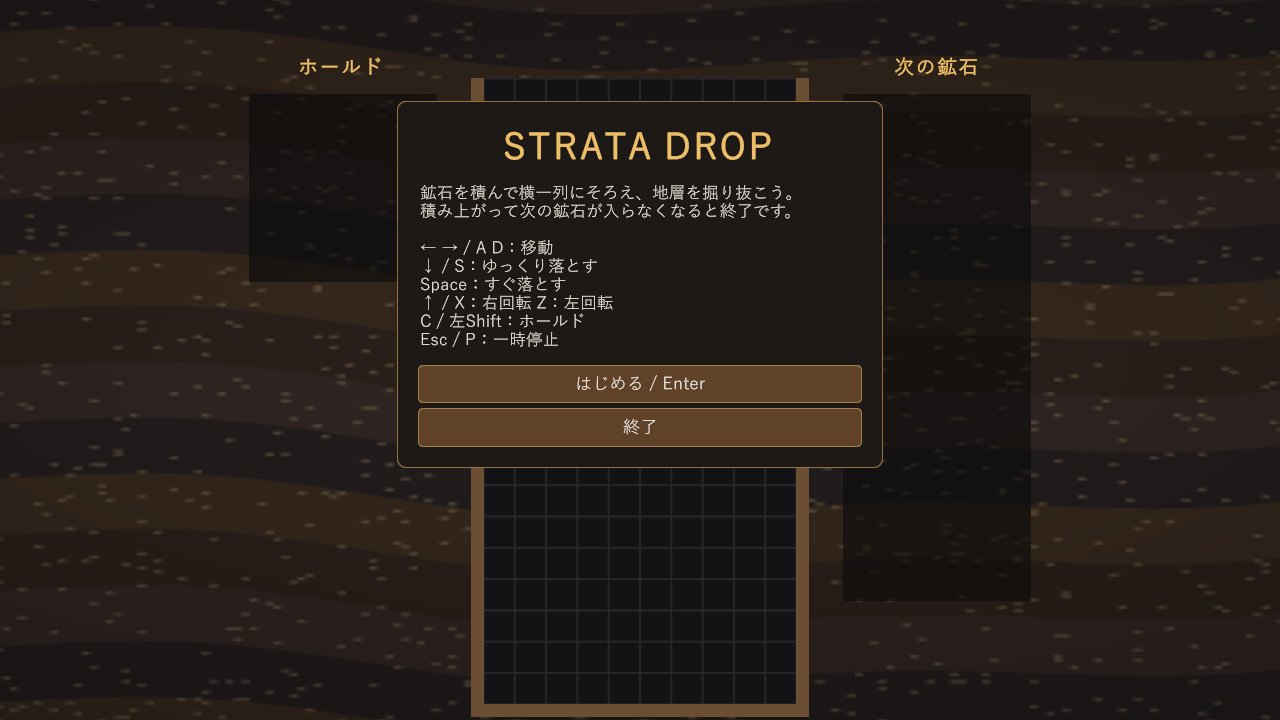 ホールド
次の鉱石
STRATA DROP
鉱石を積んで横一列にそろえ、地層を掘り抜こう。
積み上がって次の鉱石が入らなくなると終了です。
← → / A D：移動
↓ / S：ゆっくり落とす
Space：すぐ落とす
↑ / X：右回転 Z：左回転
C / 左Shift：ホールド
Esc / P：一時停止
はじめる / Enter
終了